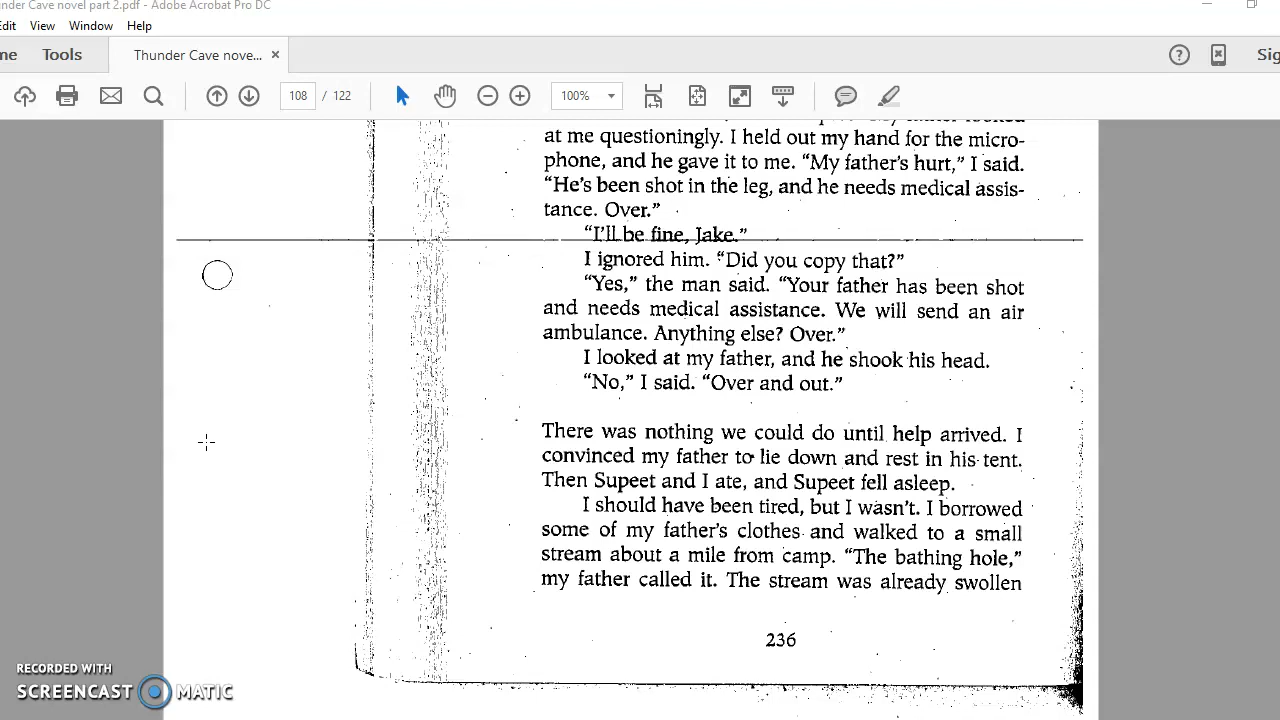 under Cave novel part 2.pdf - Adobe Acrobat Pro DC
Edit View Window Help
me Tools Thunder Cave nove... × Sig
108 / 122 100%
at me questioningly. I held out my hand for the micro-
phone, and he gave it to me. “My father’s hurt,” I said.
“He’s been shot in the leg, and he needs medical assis-
tance. Over.”
“I’ll be fine, Jake.”
I ignored him. “Did you copy that?”
“Yes,” the man said. “Your father has been shot
and needs medical assistance. We will send an air
ambulance. Anything else? Over.”
I looked at my father, and he shook his head.
“No,” I said. “Over and out.”
There was nothing we could do until help arrived. I
convinced my father to lie down and rest in his tent.
Then Supeet and I ate, and Supeet fell asleep.
I should have been tired, but I wasn’t. I borrowed
some of my father’s clothes and walked to a small
stream about a mile from camp. “The bathing hole,”
my father called it. The stream was already swollen
236
RECORDED WITH
SCREENCAST MATIC